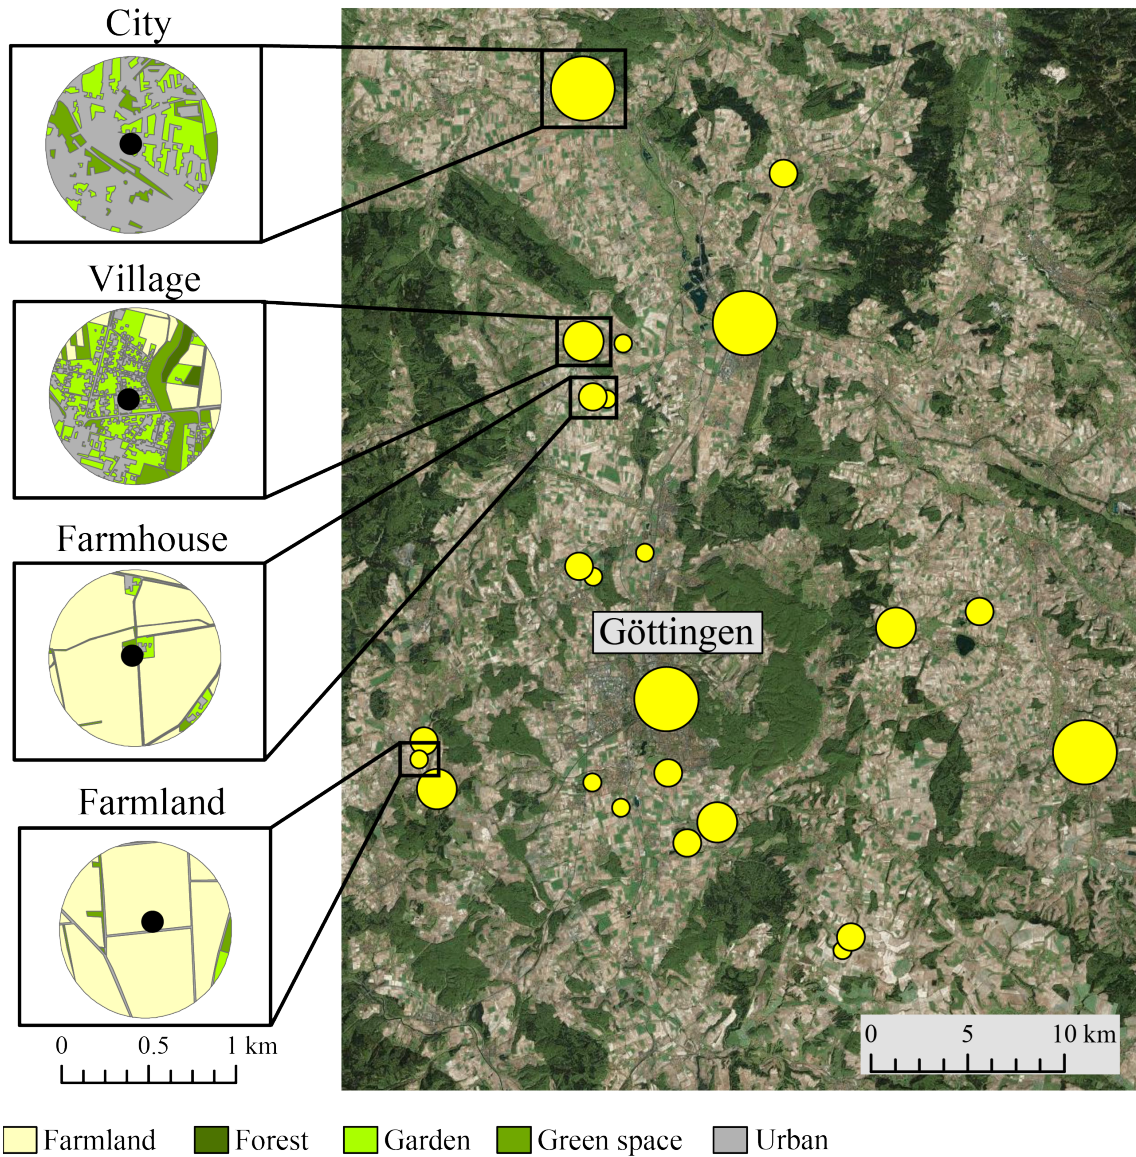 City
Village
Farmhouse
Farmland
Göttingen
0 0.5 1 km
0 5 10 km
Farmland Forest Garden Green space Urban